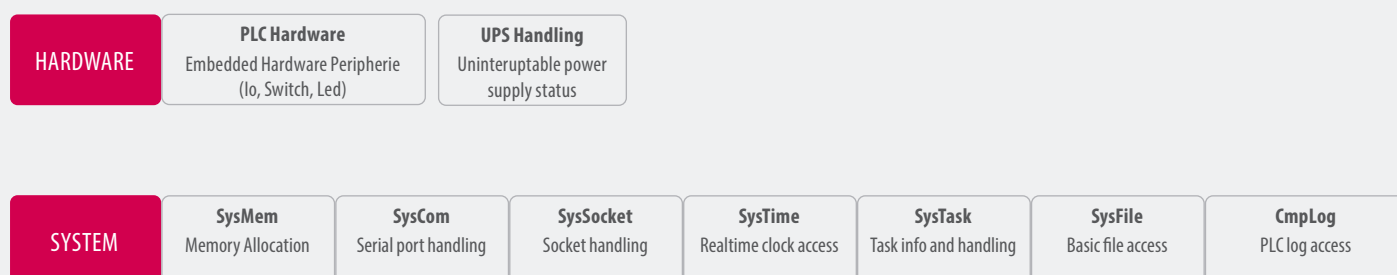 HARDWARE
PLC Hardware
Embedded Hardware Peripherie
(Io, Switch, Led)
UPS Handling
Uninteruptable power
supply status
SYSTEM
SysMem
Memory Allocation
SysCom
Serial port handling
SysSocket
Socket handling
SysTime
Realtime clock access
SysTask
Task info and handling
SysFile
Basic file access
CmpLog
PLC log access